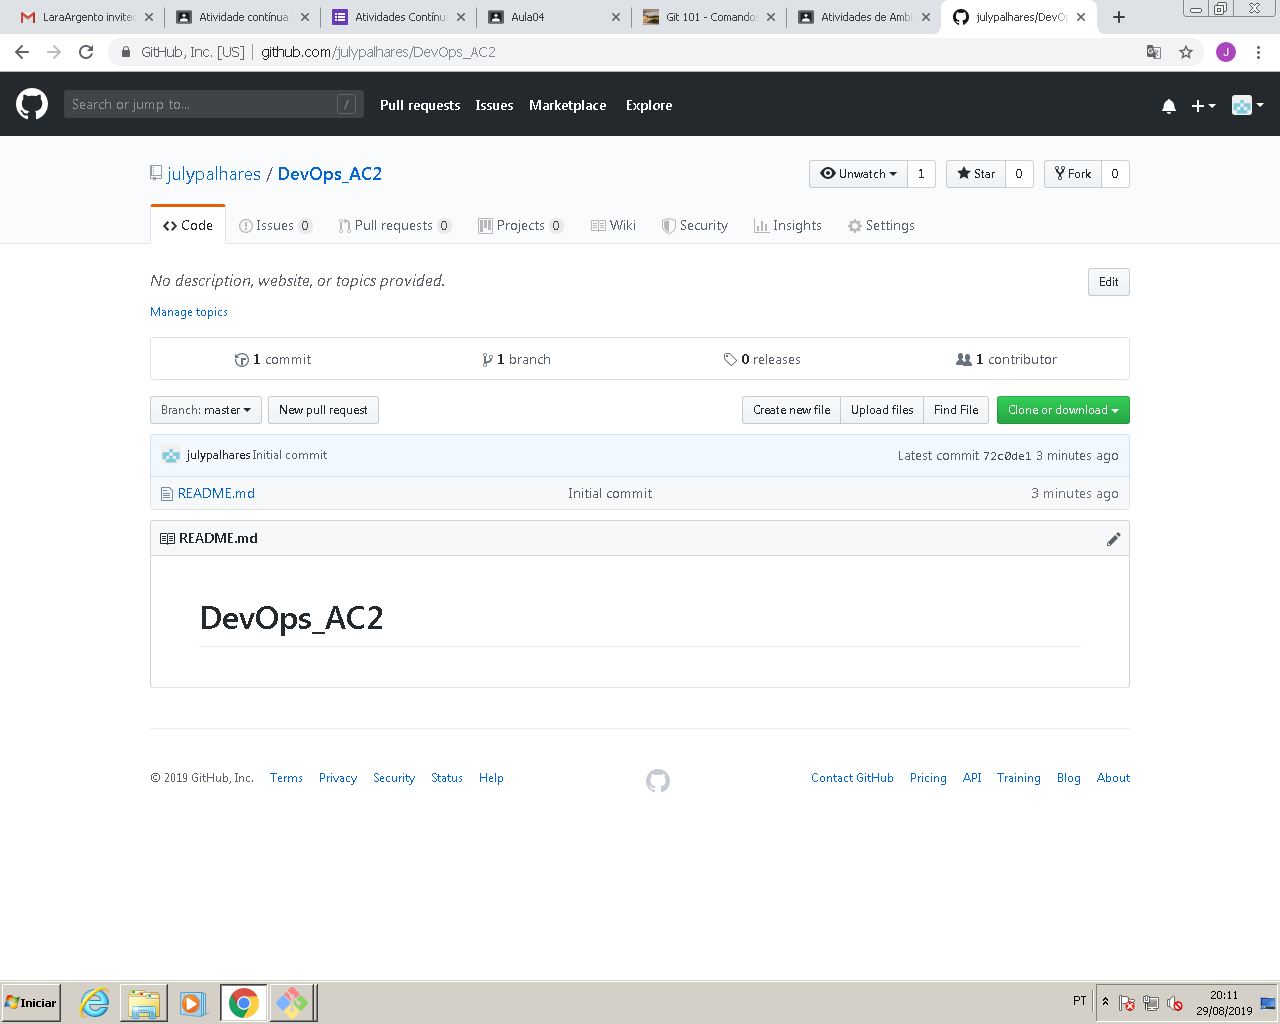 LaraArgento invited
Atividade contínua
Atividades Contínu
Aula04
Git 101 - Comandos
Atividades de Ambi
julypalhares/DevOp
GitHub, Inc. [US] | github.com/julypalhares/DevOps_AC2
J
Search or jump to... /
Pull requests Issues Marketplace Explore
julypalhares / DevOps_AC2
Unwatch 1 Star 0 Fork 0
Code Issues 0 Pull requests 0 Projects 0 Wiki Security Insights Settings
No description, website, or topics provided.
Edit
Manage topics
1 commit 1 branch 0 releases 1 contributor
Branch: master New pull request Create new file Upload files Find File Clone or download
julypalhares Initial commit Latest commit 72c0de1 3 minutes ago
README.md Initial commit 3 minutes ago
README.md
DevOps_AC2
© 2019 GitHub, Inc. Terms Privacy Security Status Help Contact GitHub Pricing API Training Blog About
Iniciar
PT
20:11
29/08/2019